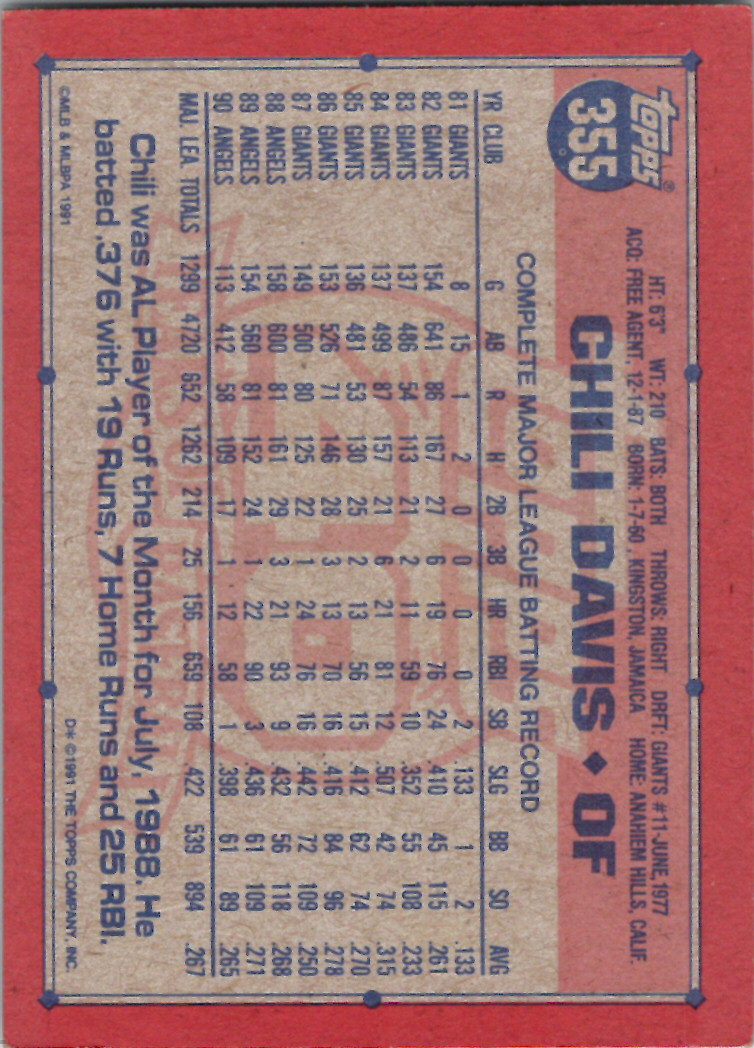 Topps®
355
HT: 6'3" WT: 210 BATS: BOTH THROWS: RIGHT DRFT: GIANTS #11-JUNE, 1977
ACQ: FREE AGENT, 12-1-87 BORN: 1-7-60, KINGSTON, JAMAICA HOME: ANAHIEM HILLS, CALIF.
CHILI DAVIS ◆ OF
COMPLETE MAJOR LEAGUE BATTING RECORD
YR CLUB G AB R H 2B 3B HR RBI SB SLG BB SO AVG
81 GIANTS 8 15 1 2 0 0 0 0 2 .133 1 2 .133
82 GIANTS 154 641 86 167 27 6 19 76 24 .410 45 115 .261
83 GIANTS 137 486 54 113 21 2 11 59 10 .352 55 108 .233
84 GIANTS 137 499 87 157 21 6 21 81 12 .507 42 74 .315
85 GIANTS 136 481 53 130 25 2 13 56 15 .412 62 74 .270
86 GIANTS 153 526 71 146 28 3 13 70 16 .416 84 96 .278
87 GIANTS 149 500 80 125 22 1 24 76 16 .442 72 109 .250
88 ANGELS 158 600 81 161 29 3 21 93 9 .432 56 118 .268
89 ANGELS 154 560 81 152 24 1 22 90 3 .436 61 109 .271
90 ANGELS 113 412 58 109 17 1 12 58 1 .398 61 89 .265
MAJ. LEA. TOTALS 1299 4720 652 1262 214 25 156 659 108 .422 539 894 .267
Chili was AL Player of the Month for July, 1988. He
batted .376 with 19 Runs, 7 Home Runs and 25 RBI.
©MLB & MLBPA 1991 D* ©1991 THE TOPPS COMPANY, INC.